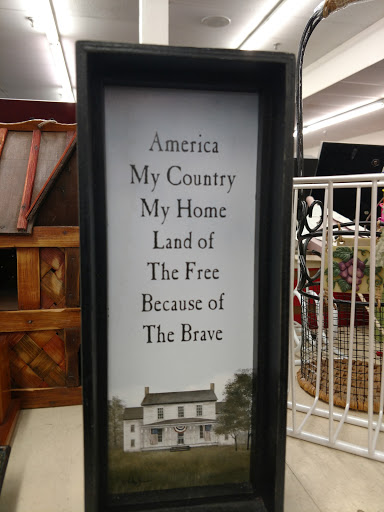 America
My Country
My Home
Land of
The Free
Because of
The Brave